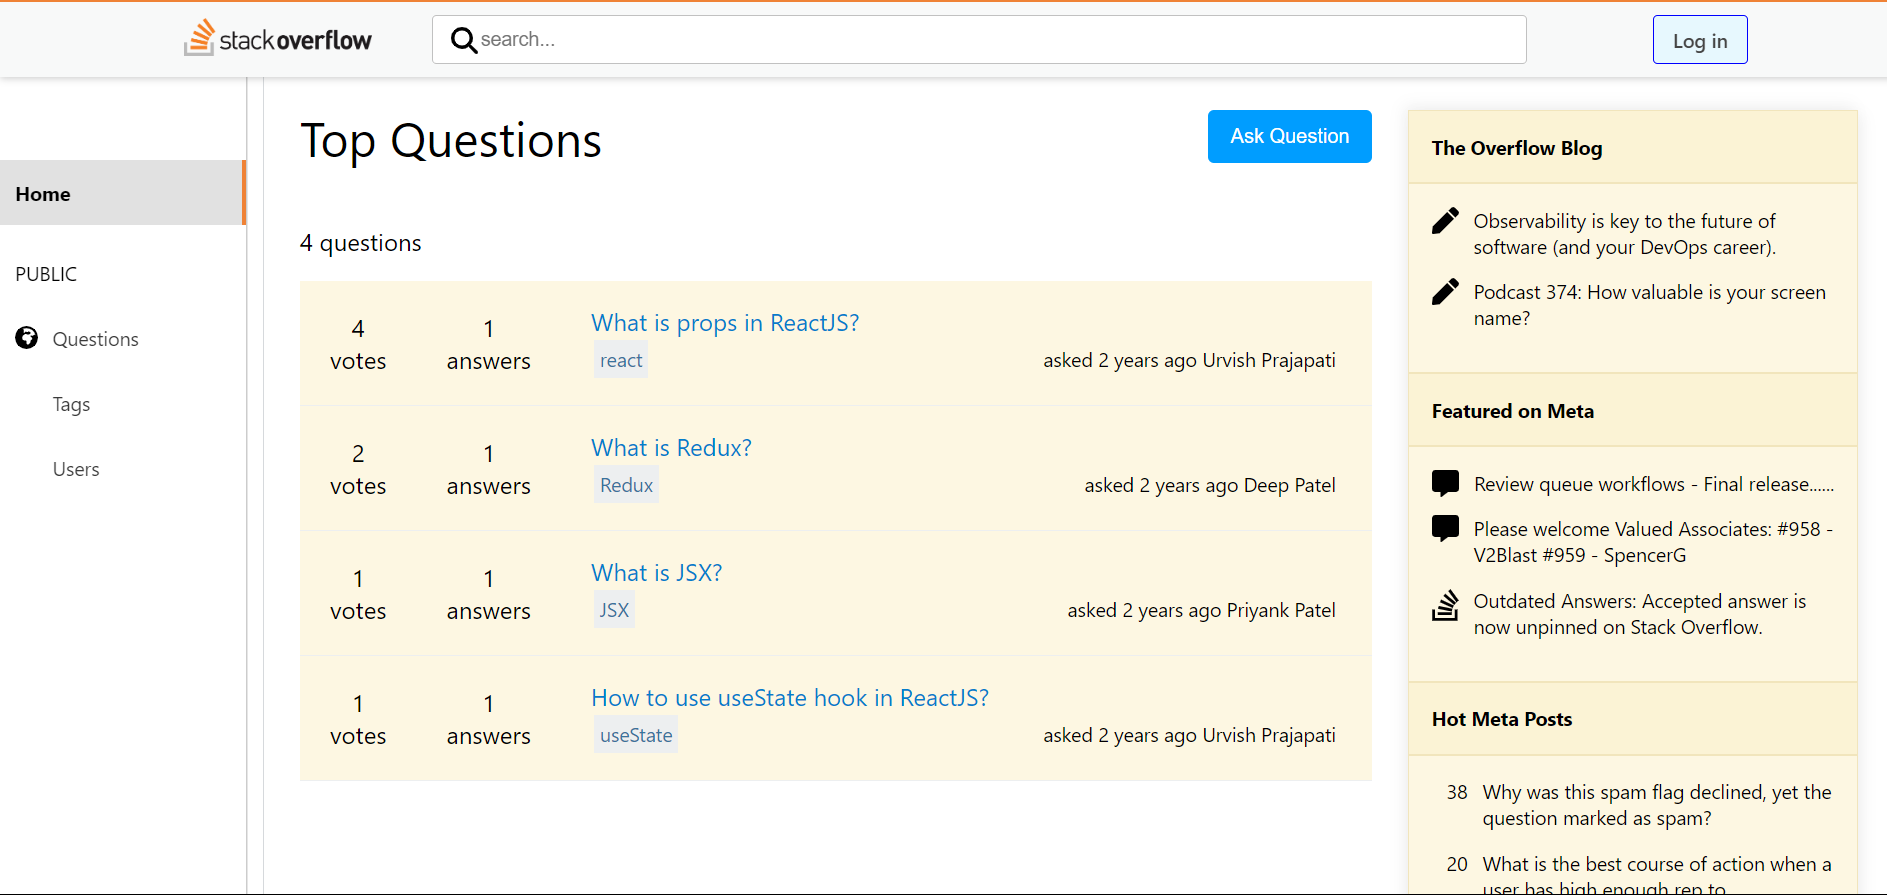 stackoverflow
search...
Log in
Home
PUBLIC
Questions
Tags
Users
Top Questions
Ask Question
4 questions
4
votes
1
answers
What is props in ReactJS?
react
asked 2 years ago Urvish Prajapati
2
votes
1
answers
What is Redux?
Redux
asked 2 years ago Deep Patel
1
votes
1
answers
What is JSX?
JSX
asked 2 years ago Priyank Patel
1
votes
1
answers
How to use useState hook in ReactJS?
useState
asked 2 years ago Urvish Prajapati
The Overflow Blog
Observability is key to the future of
software (and your DevOps career).
Podcast 374: How valuable is your screen
name?
Featured on Meta
Review queue workflows - Final release......
Please welcome Valued Associates: #958 -
V2Blast #959 - SpencerG
Outdated Answers: Accepted answer is
now unpinned on Stack Overflow.
Hot Meta Posts
38 Why was this spam flag declined, yet the
question marked as spam?
20 What is the best course of action when a
user has high enough rep to